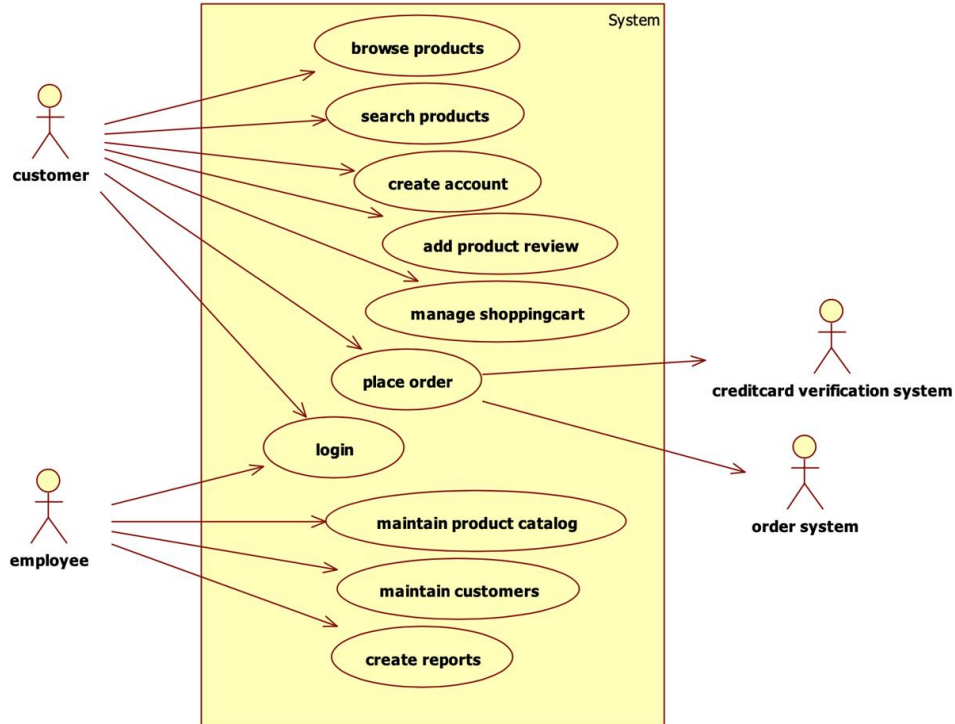 System
browse products
search products
customer
create account
add product review
manage shoppingcart
place order
creditcard verification system
login
order system
maintain product catalog
employee
maintain customers
create reports